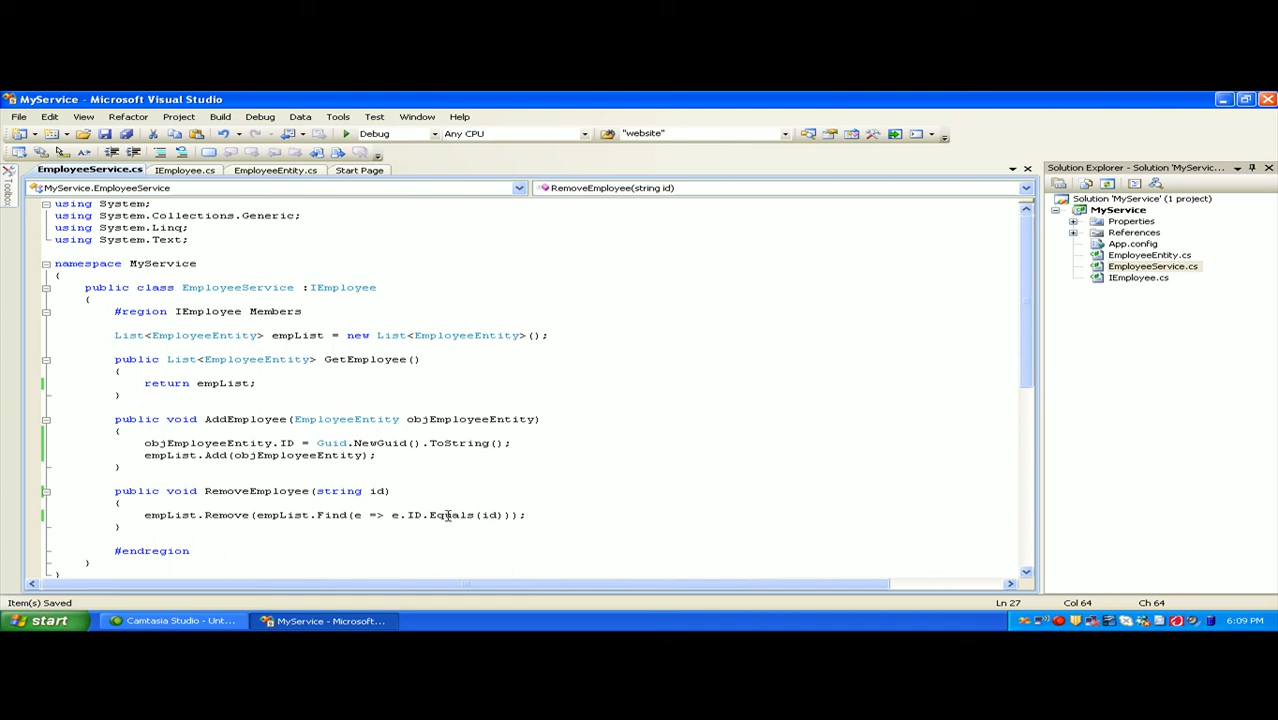 MyService - Microsoft Visual Studio
File Edit View Refactor Project Build Debug Data Tools Test Window Help
Debug Any CPU "website"
EmployeeService.cs IEmployee.cs EmployeeEntity.cs Start Page
Toolbox
MyService.EmployeeService RemoveEmployee(string id)
using System;
using System.Collections.Generic;
using System.Linq;
using System.Text;
namespace MyService
{
public class EmployeeService :IEmployee
{
#region IEmployee Members
List<EmployeeEntity> empList = new List<EmployeeEntity>();
public List<EmployeeEntity> GetEmployee()
{
return empList;
}
public void AddEmployee(EmployeeEntity objEmployeeEntity)
{
objEmployeeEntity.ID = Guid.NewGuid().ToString();
empList.Add(objEmployeeEntity);
}
public void RemoveEmployee(string id)
{
empList.Remove(empList.Find(e => e.ID.Equals(id)));
}
#endregion
}
}
Solution Explorer - Solution 'MyServic...
Solution 'MyService' (1 project)
MyService
Properties
References
App.config
EmployeeEntity.cs
EmployeeService.cs
IEmployee.cs
Item(s) Saved Ln 27 Col 64 Ch 64
start Camtasia Studio - Unt... MyService - Microsoft... 6:09 PM